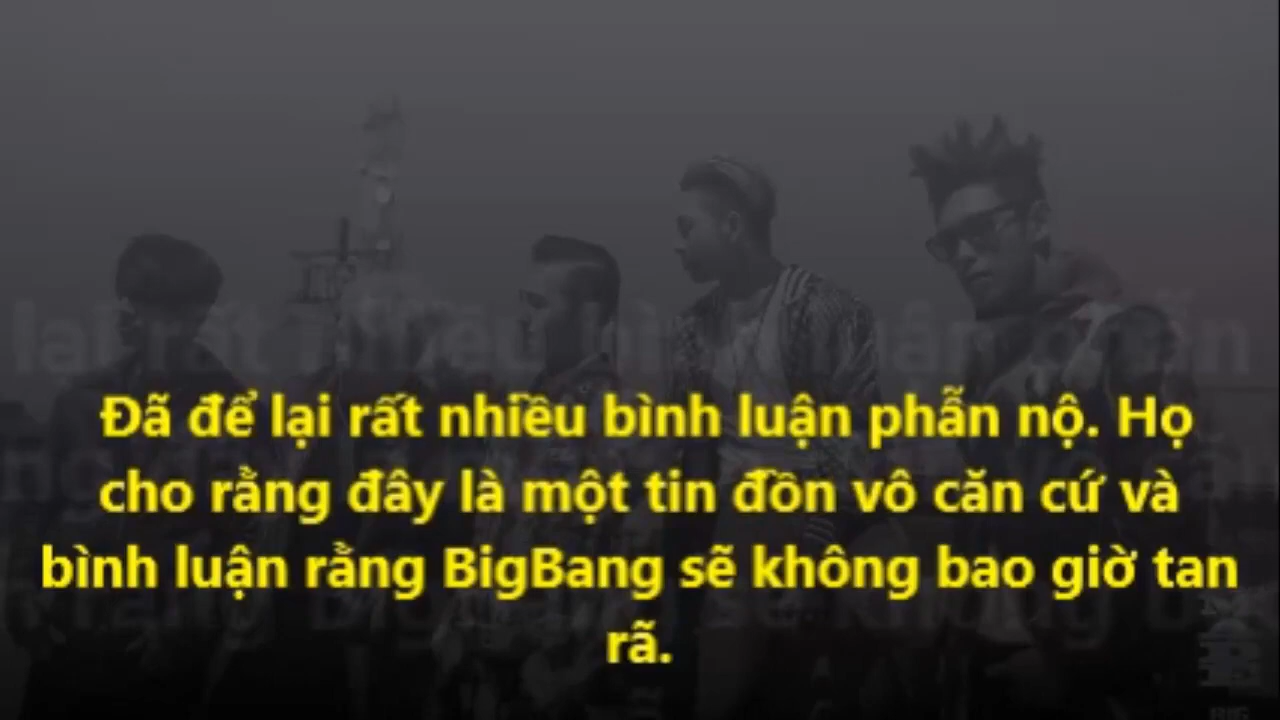 Đã để lại rất nhiều bình luận phẫn nộ. Họ
cho rằng đây là một tin đồn vô căn cứ và
bình luận rằng BigBang sẽ không bao giờ tan
rã.
BIG